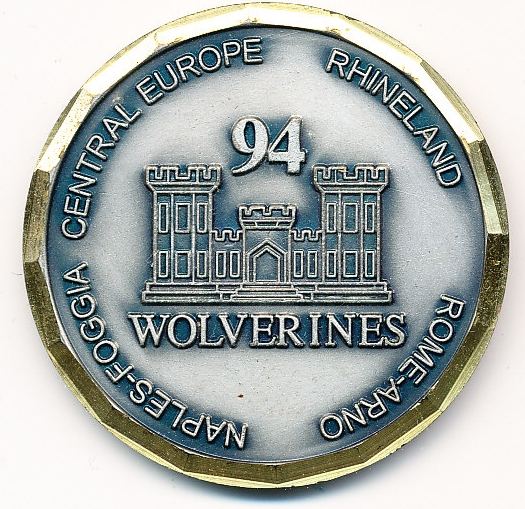 CENTRAL EUROPE
RHINELAND
94
WOLVERINES
NAPLES-FOGGIA
ROME-ARNO